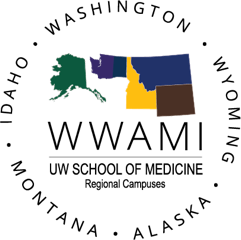 WASHINGTON • WYOMING • ALASKA • MONTANA • IDAHO •
WWAMI
UW SCHOOL OF MEDICINE
Regional Campuses